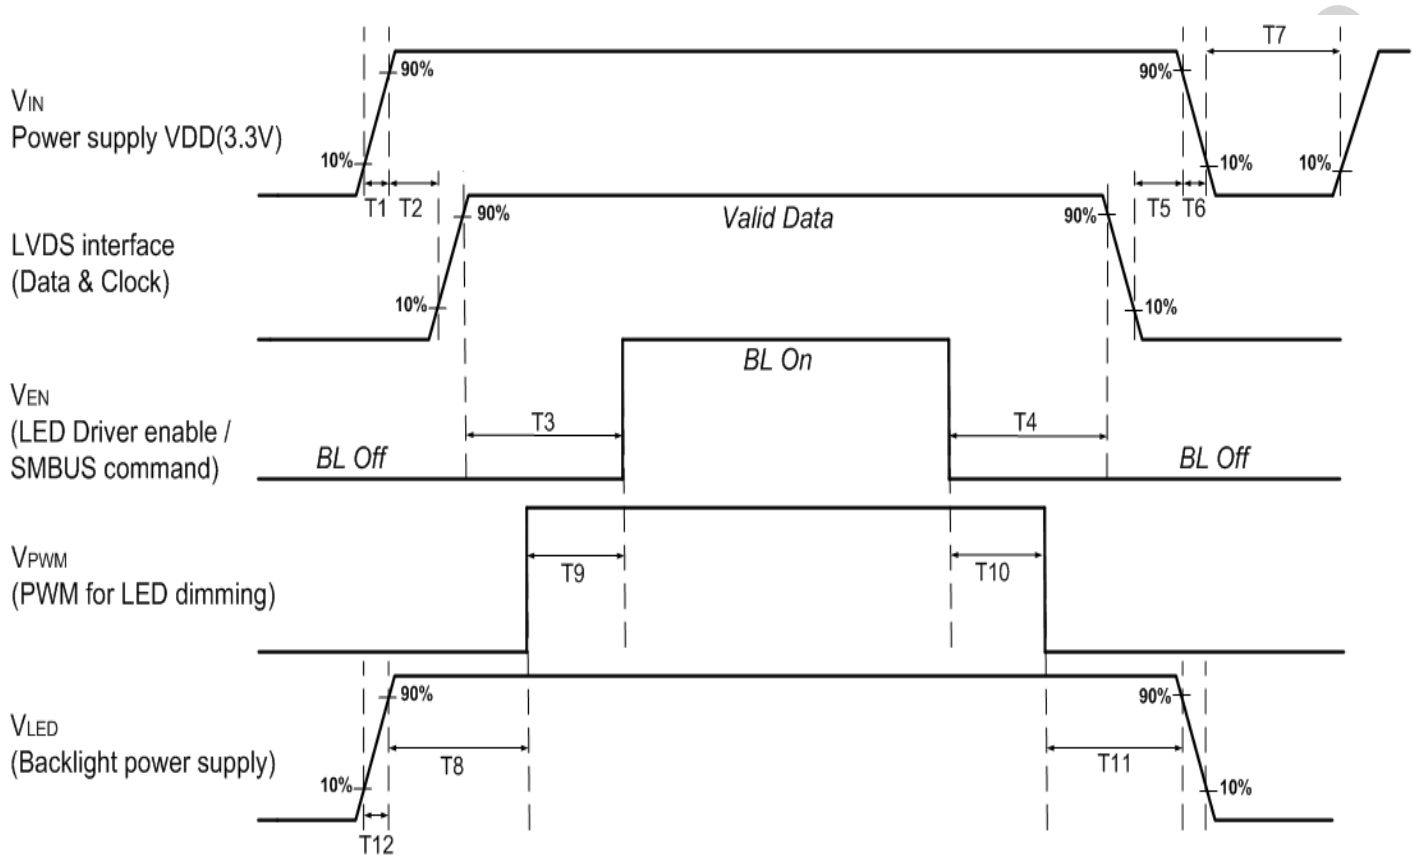 T7
90%
90%
VIN
Power supply VDD(3.3V)
10%
10%
10%
T1
T2
T5
T6
90%
Valid Data
90%
LVDS interface
(Data & Clock)
10%
10%
BL On
VEN
(LED Driver enable /
SMBUS command)
T3
T4
BL Off
BL Off
VPWM
(PWM for LED dimming)
T9
T10
90%
90%
VLED
(Backlight power supply)
T8
T11
10%
10%
T12